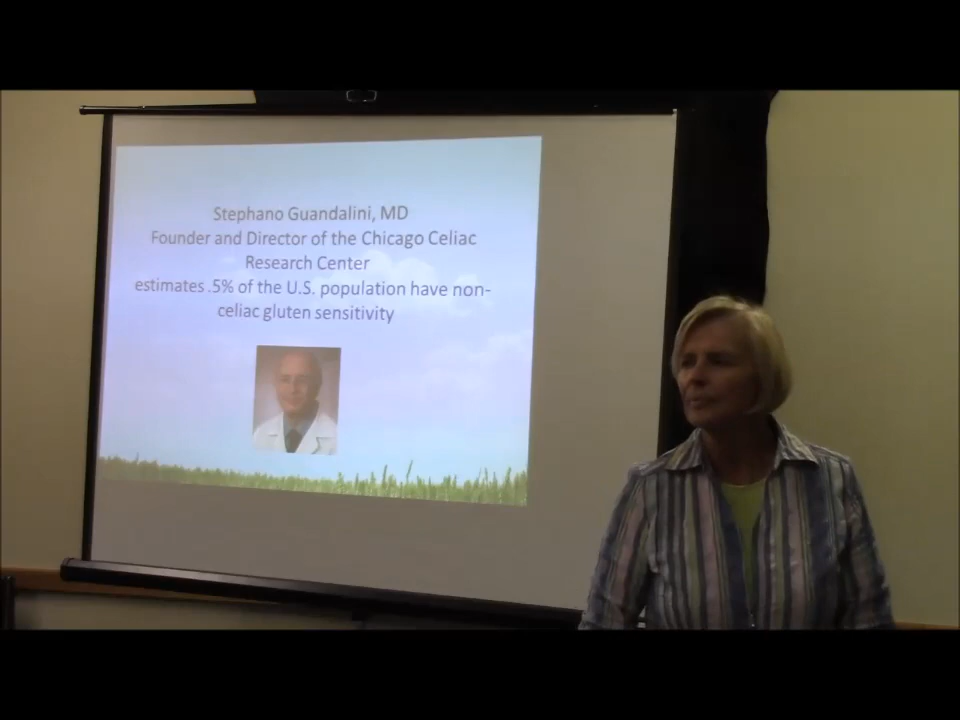 Stephano Guandalini, MD
Founder and Director of the Chicago Celiac
Research Center
estimates .5% of the U.S. population have non-
celiac gluten sensitivity